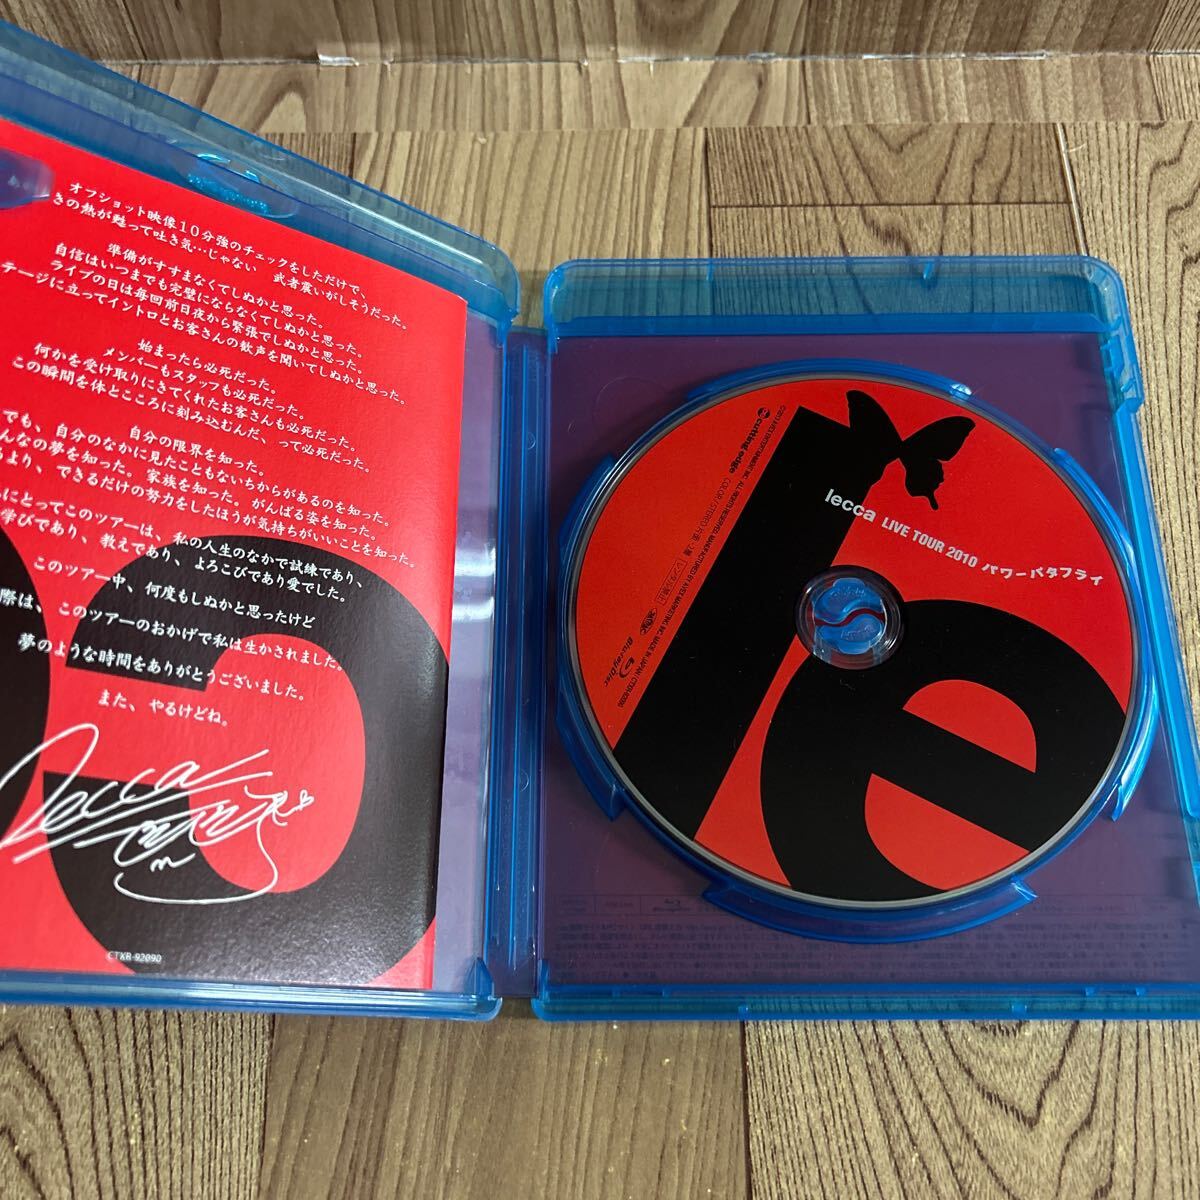 オフショット映像10分強のチェックをしただけで、
きの熱が甦って吐き気…じゃない　武者震いがしそうだった。
準備がすすまなくてしぬかと思った。
自信はいつまでも完璧にならなくてしぬかと思った。
ライブの日は毎回前日夜から緊張でしぬかと思った。
テージに立ってイントロとお客さんの歓声を聞いてしぬかと思った。
始まったら必死だった。
メンバーもスタッフも必死だった。
何かを受け取りにきてくれたお客さんも必死だった。
この瞬間を体とこころに刻み込むんだ、って必死だった。
自分の限界を知った。
でも、自分のなかに見たこともないちからがあるのを知った。
んなの夢を知った。家族を知った。がんばる姿を知った。
るより、できるだけの努力をしたほうが気持ちがいいことを知った。
にとってこのツアーは、私の人生のなかで試練であり、
学びであり、教えであり、よろこびであり愛でした。
このツアー中、何度もしぬかと思ったけど
際は、このツアーのおかげで私は生かされました。
夢のような時間をありがとうございました。
また、やるけどね。
lecca
CTXR-92090
lecca LIVE TOUR 2010 パワーバタフライ
cutting edge
COLOR/STEREO/片面・2層
レンタル禁止
Blu-ray Disc